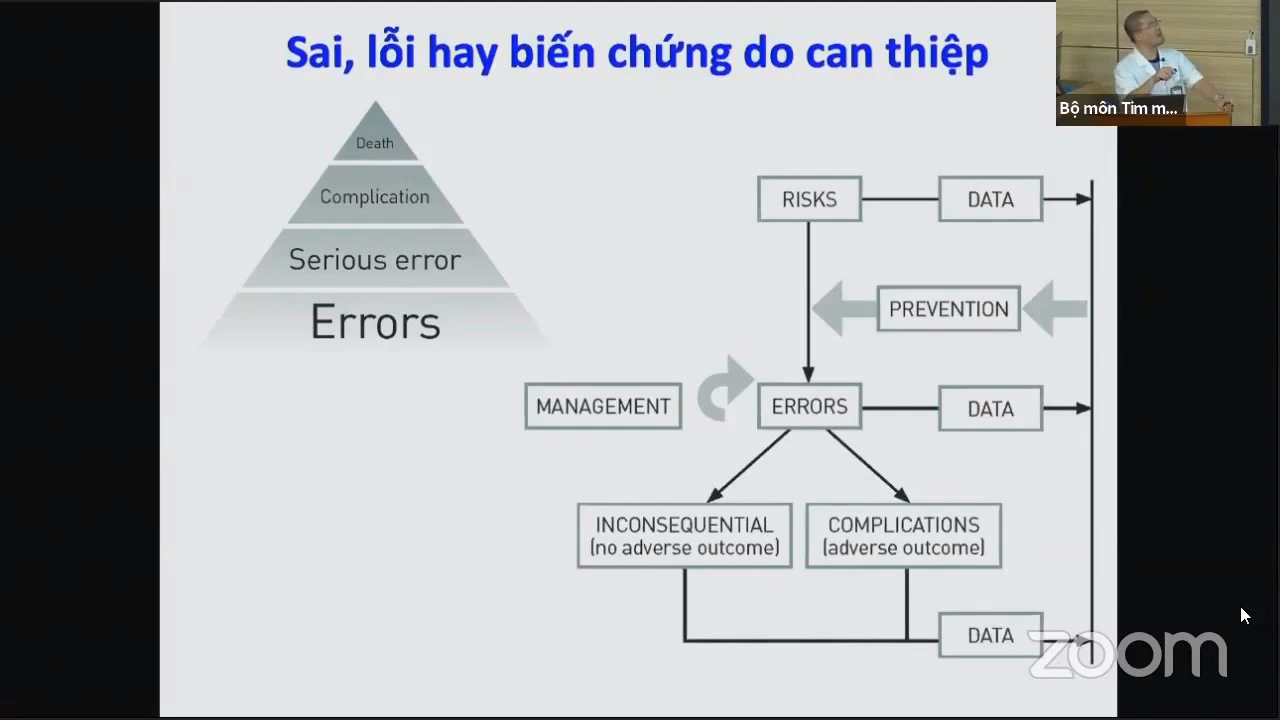 Sai, lỗi hay biến chứng do can thiệp
Bộ môn Tim m...
Death
Complication
Serious error
Errors
RISKS
DATA
PREVENTION
MANAGEMENT
ERRORS
DATA
INCONSEQUENTIAL
(no adverse outcome)
COMPLICATIONS
(adverse outcome)
DATA
zoom